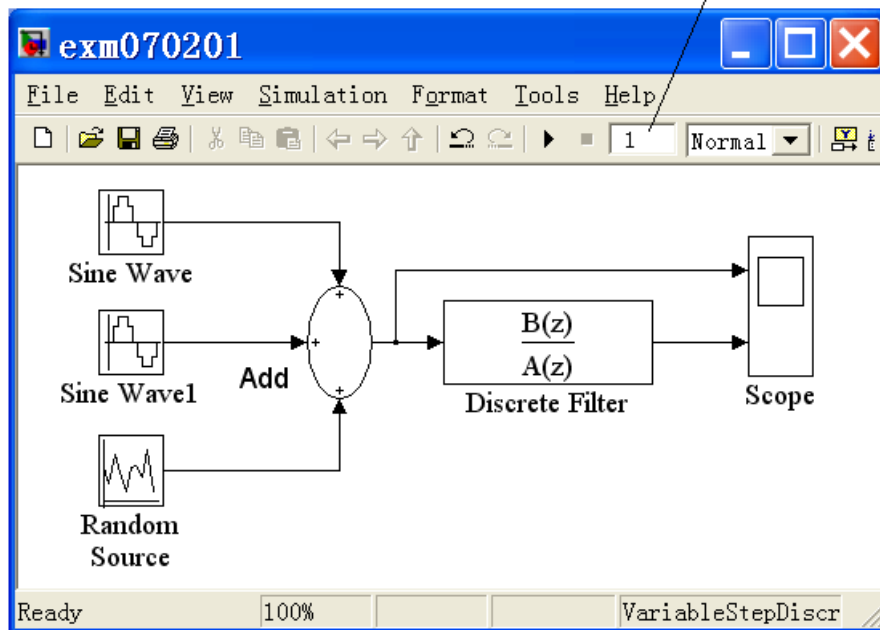 exm070201
File Edit View Simulation Format Tools Help
1 Normal
Sine Wave
+
Sine Wave1
+
Add
+
B(z)
A(z)
Discrete Filter
Scope
Random
Source
Ready 100% VariableStepDiscr